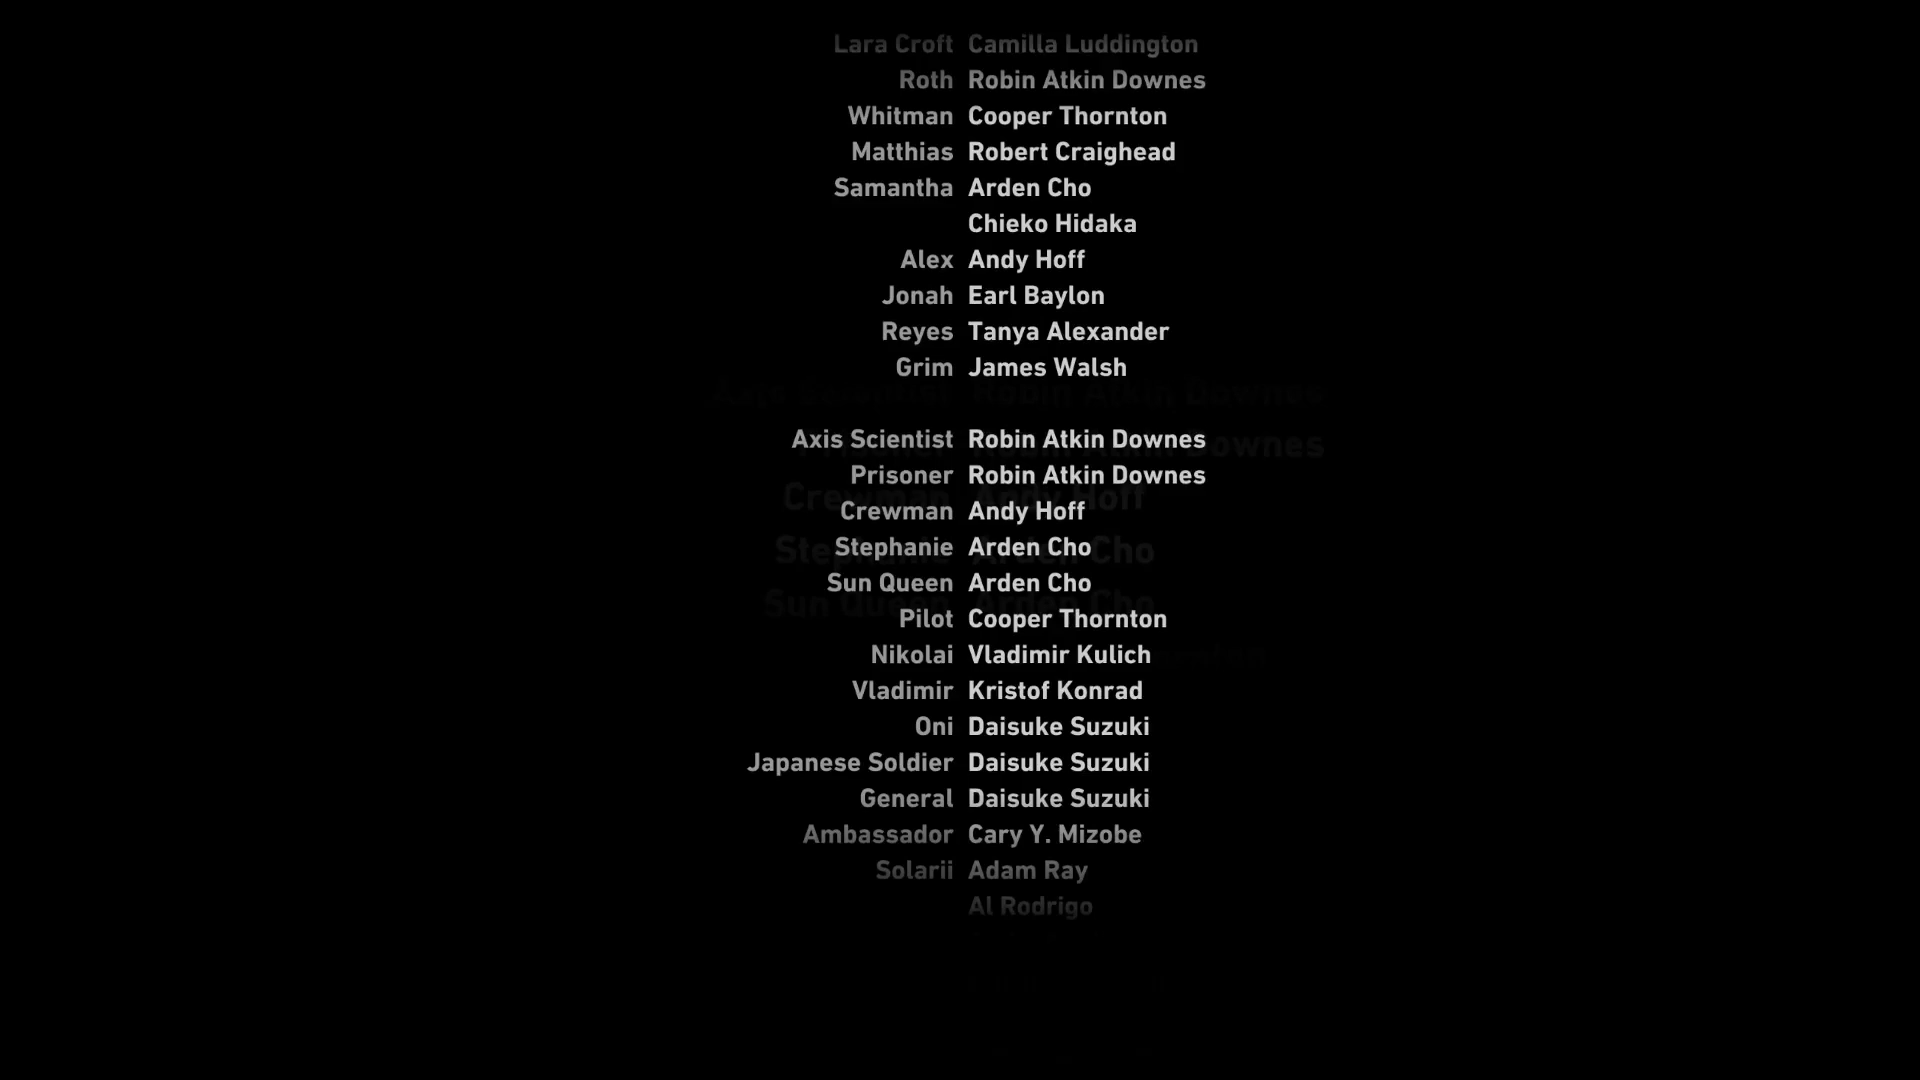 Lara Croft Camilla Luddington
Roth Robin Atkin Downes
Whitman Cooper Thornton
Matthias Robert Craighead
Samantha Arden Cho
Chieko Hidaka
Alex Andy Hoff
Jonah Earl Baylon
Reyes Tanya Alexander
Grim James Walsh
Axis Scientist Robin Atkin Downes
Prisoner Robin Atkin Downes
Crewman Andy Hoff
Stephanie Arden Cho
Sun Queen Arden Cho
Pilot Cooper Thornton
Nikolai Vladimir Kulich
Vladimir Kristof Konrad
Oni Daisuke Suzuki
Japanese Soldier Daisuke Suzuki
General Daisuke Suzuki
Ambassador Cary Y. Mizobe
Solarii Adam Ray
Al Rodrigo